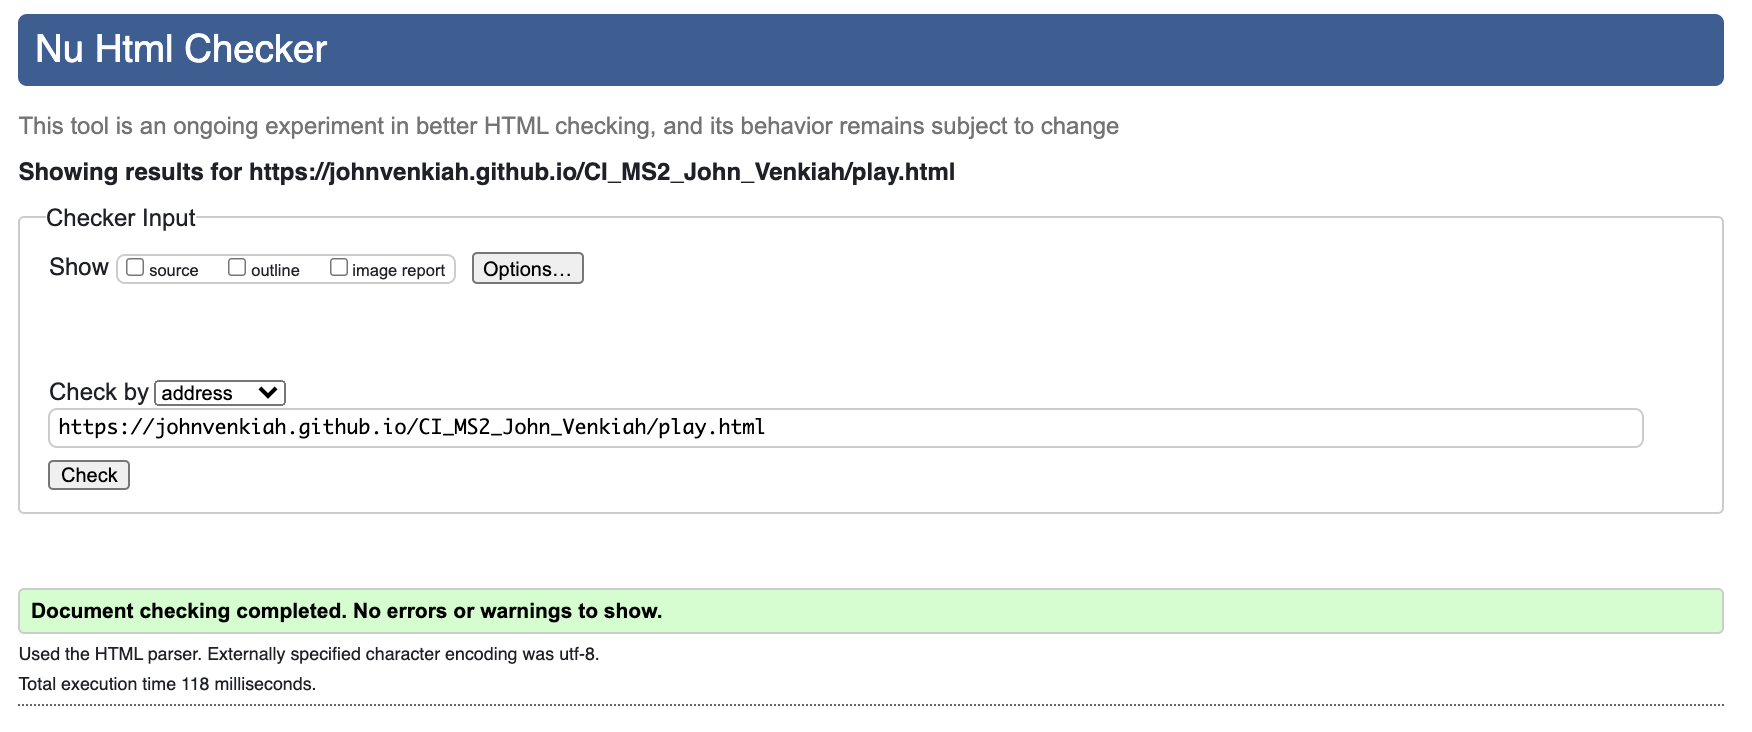 Nu Html Checker
This tool is an ongoing experiment in better HTML checking, and its behavior remains subject to change
Showing results for https://johnvenkiah.github.io/CI_MS2_John_Venkiah/play.html
Checker Input
Show source outline image report Options...
Check by address
https://johnvenkiah.github.io/CI_MS2_John_Venkiah/play.html
Check
Document checking completed. No errors or warnings to show.
Used the HTML parser. Externally specified character encoding was utf-8.
Total execution time 118 milliseconds.